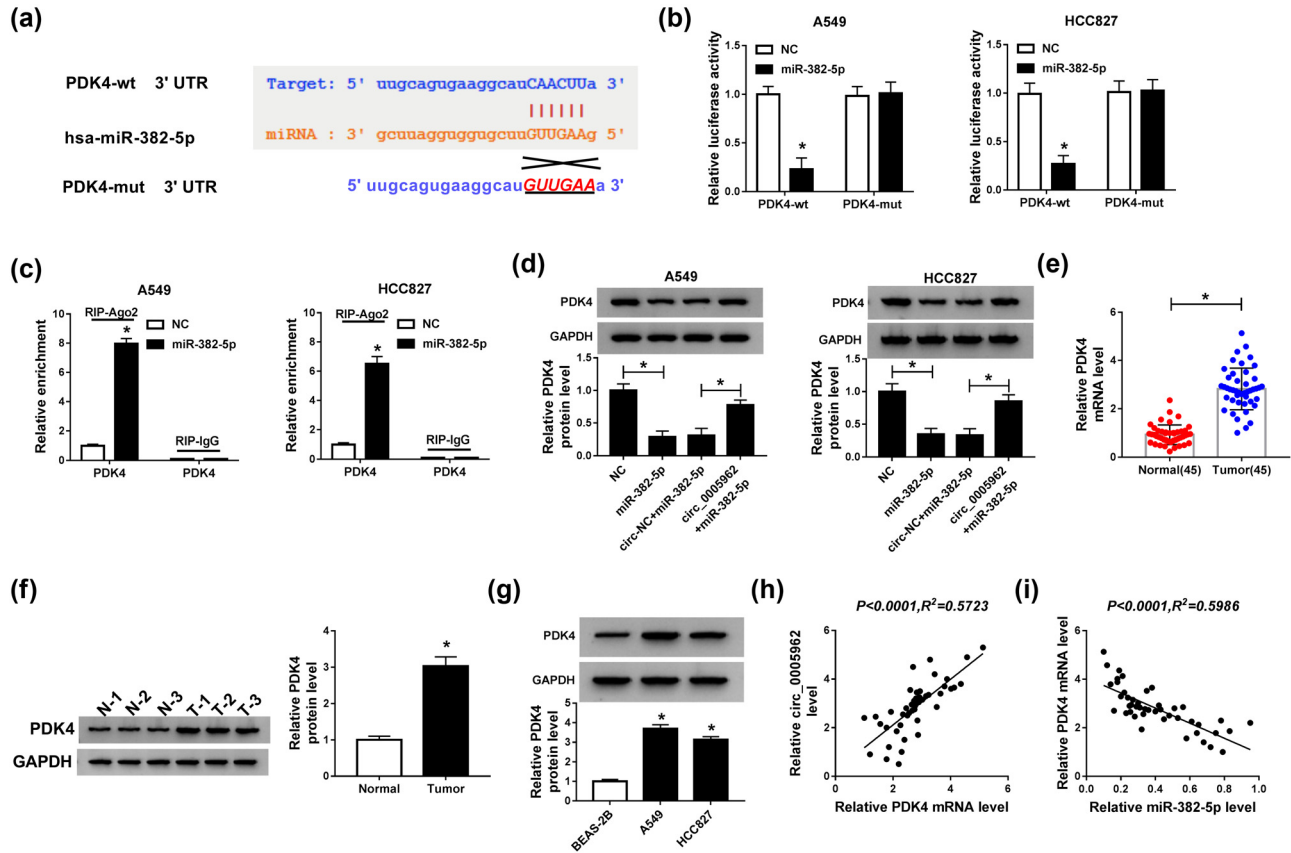 (a)
PDK4-wt 3' UTR
Target: 5' uugcagugaaggcauCAACUUa 3'
hsa-miR-382-5p
miRNA : 3' gcuuagguggugcuuGUUGAAg 5'
PDK4-mut 3' UTR
5' uugcagugaaggcauGUUGAAa 3'
(b)
A549
Relative luciferase activity
1.5
1.0
0.5
0.0
NC
miR-382-5p
*
PDK4-wt PDK4-mut
HCC827
Relative luciferase activity
1.5
1.0
0.5
0.0
NC
miR-382-5p
*
PDK4-wt PDK4-mut
(c)
A549
Relative enrichment
10
8
6
4
2
0
RIP-Ago2
*
NC
miR-382-5p
RIP-IgG
PDK4 PDK4
HCC827
Relative enrichment
10
8
6
4
2
0
RIP-Ago2
*
NC
miR-382-5p
RIP-IgG
PDK4 PDK4
(d)
A549
PDK4
GAPDH
Relative PDK4
protein level
1.5
1.0
0.5
0.0
*
*
NC
miR-382-5p
circ-NC+miR-382-5p
circ_0005962
+miR-382-5p
HCC827
PDK4
GAPDH
Relative PDK4
protein level
1.5
1.0
0.5
0.0
*
*
NC
miR-382-5p
circ-NC+miR-382-5p
circ_0005962
+miR-382-5p
(e)
Relative PDK4
mRNA level
6
4
2
0
*
Normal(45) Tumor(45)
(f)
N-1 N-2 N-3 T-1 T-2 T-3
PDK4
GAPDH
Relative PDK4
protein level
4
3
2
1
0
*
Normal Tumor
(g)
PDK4
GAPDH
Relative PDK4
protein level
5
4
3
2
1
0
*
*
BEAS-2B
A549
HCC827
(h)
P<0.0001,R²=0.5723
Relative circ_0005962
level
6
4
2
0
0 2 4 6
Relative PDK4 mRNA level
(i)
P<0.0001,R²=0.5986
Relative PDK4 mRNA level
6
4
2
0
0.0 0.2 0.4 0.6 0.8 1.0
Relative miR-382-5p level